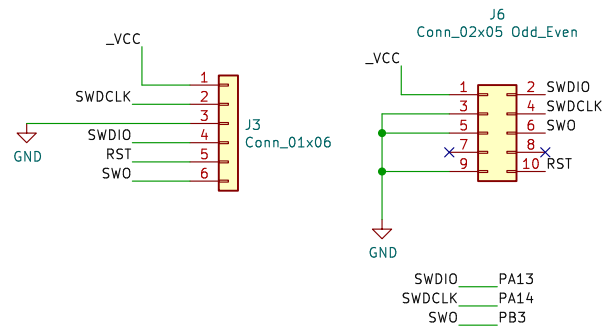 _VCC
1
SWDCLK 2
3
GND
SWDIO 4
RST 5
SWO 6
J3
Conn_01x06
J6
Conn_02x05 Odd_Even
_VCC
1 2 SWDIO
3 4 SWDCLK
5 6 SWO
7 8
9 10 RST
GND
SWDIO PA13
SWDCLK PA14
SWO PB3